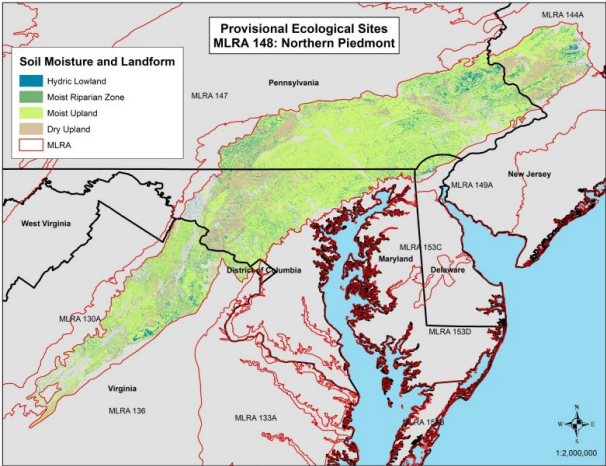 Provisional Ecological Sites
MLRA 148: Northern Piedmont
MLRA 144A
Soil Moisture and Landform
Hydric Lowland
Moist Riparian Zone
Moist Upland
Dry Upland
MLRA
Pennsylvania
MLRA 147
New Jersey
MLRA 149A
West Virginia
MLRA 153C
Maryland
District of Columbia
Delaware
MLRA 130A
MLRA 153D
Virginia
MLRA 136
MLRA 133A
N
W
E
S
1:2,000,000